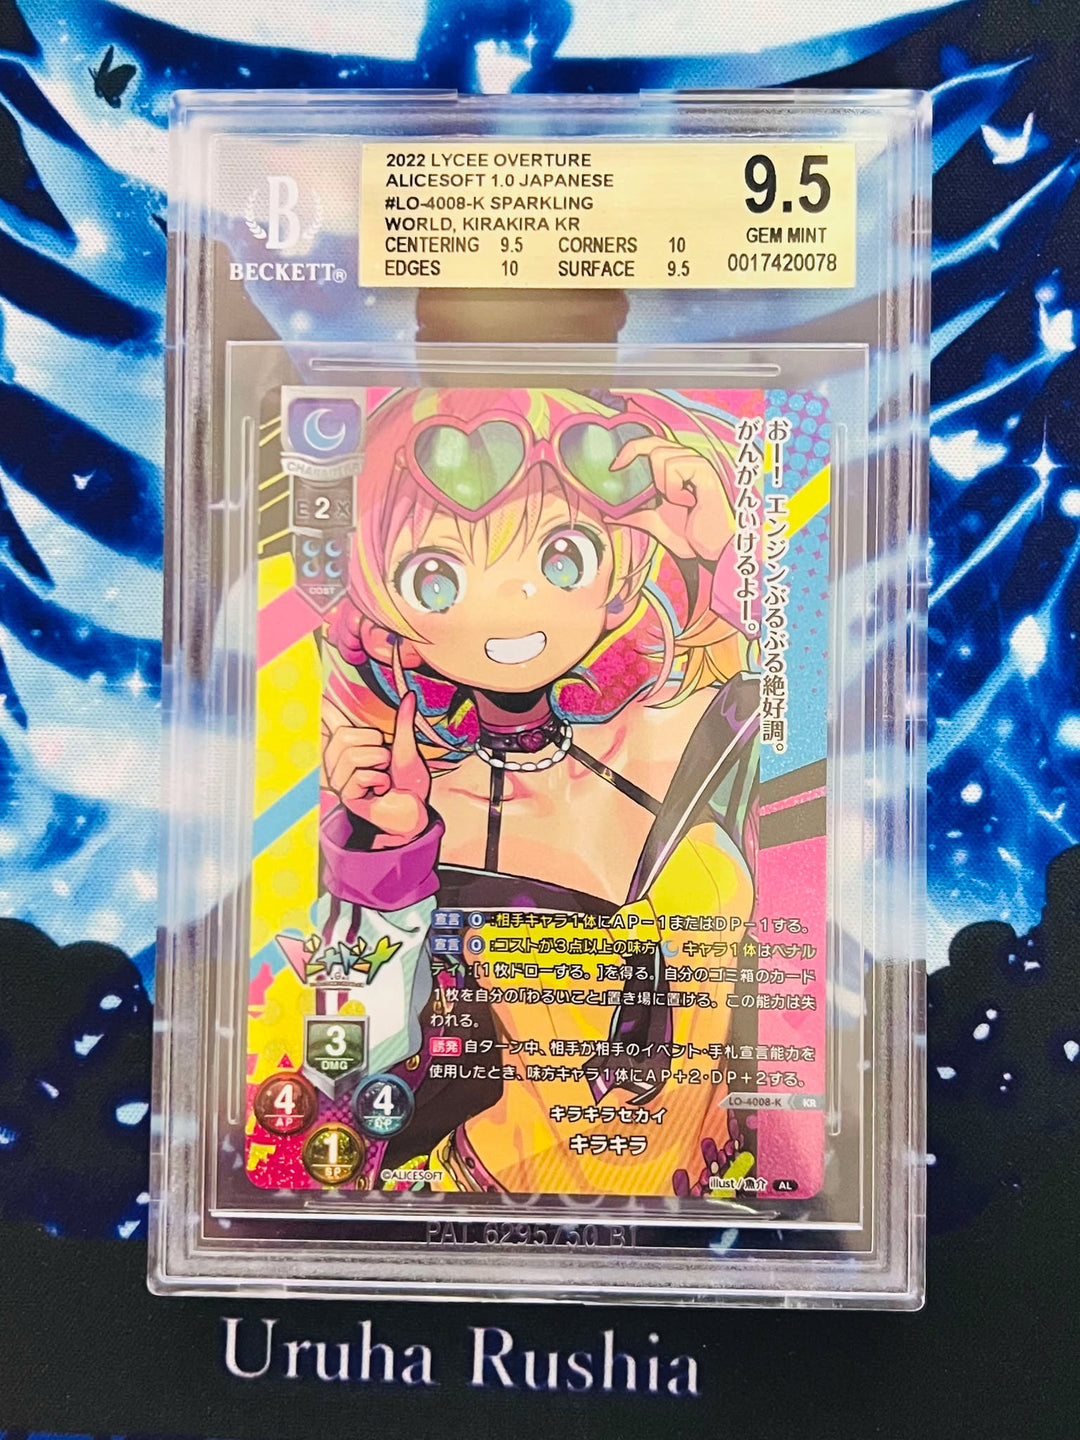 2022 LYCEE OVERTURE
ALICESOFT 1.0 JAPANESE
#LO-4008-K SPARKLING
WORLD, KIRAKIRA KR
CENTERING 9.5 CORNERS 10
EDGES 10 SURFACE 9.5
9.5
GEM MINT
0017420078
B
BECKETT®
CHARACTER
E 2 X
COST
おー！ エンジンぶるぶる絶好調。
がんがんいけるよー。
宣言 0:相手キャラ1体にAP－1またはDP－1する。
宣言 0:コストが3点以上の味方 キャラ1体はペナル
ティ:[1枚ドローする。]を得る。自分のゴミ箱のカード
1枚を自分の「わるいこと」置き場に置ける。この能力は失
われる。
誘発 自ターン中、相手が相手のイベント・手札宣言能力を
使用したとき、味方キャラ1体にAP＋2・DP＋2する。
3
DMG
4
AP
4
DP
1
SP
LO-4008-K KR
キラキラセカイ
キラキラ
©ALICESOFT
illust / 魚介 AL
PAT 6295750 B1
Uruha Rushia